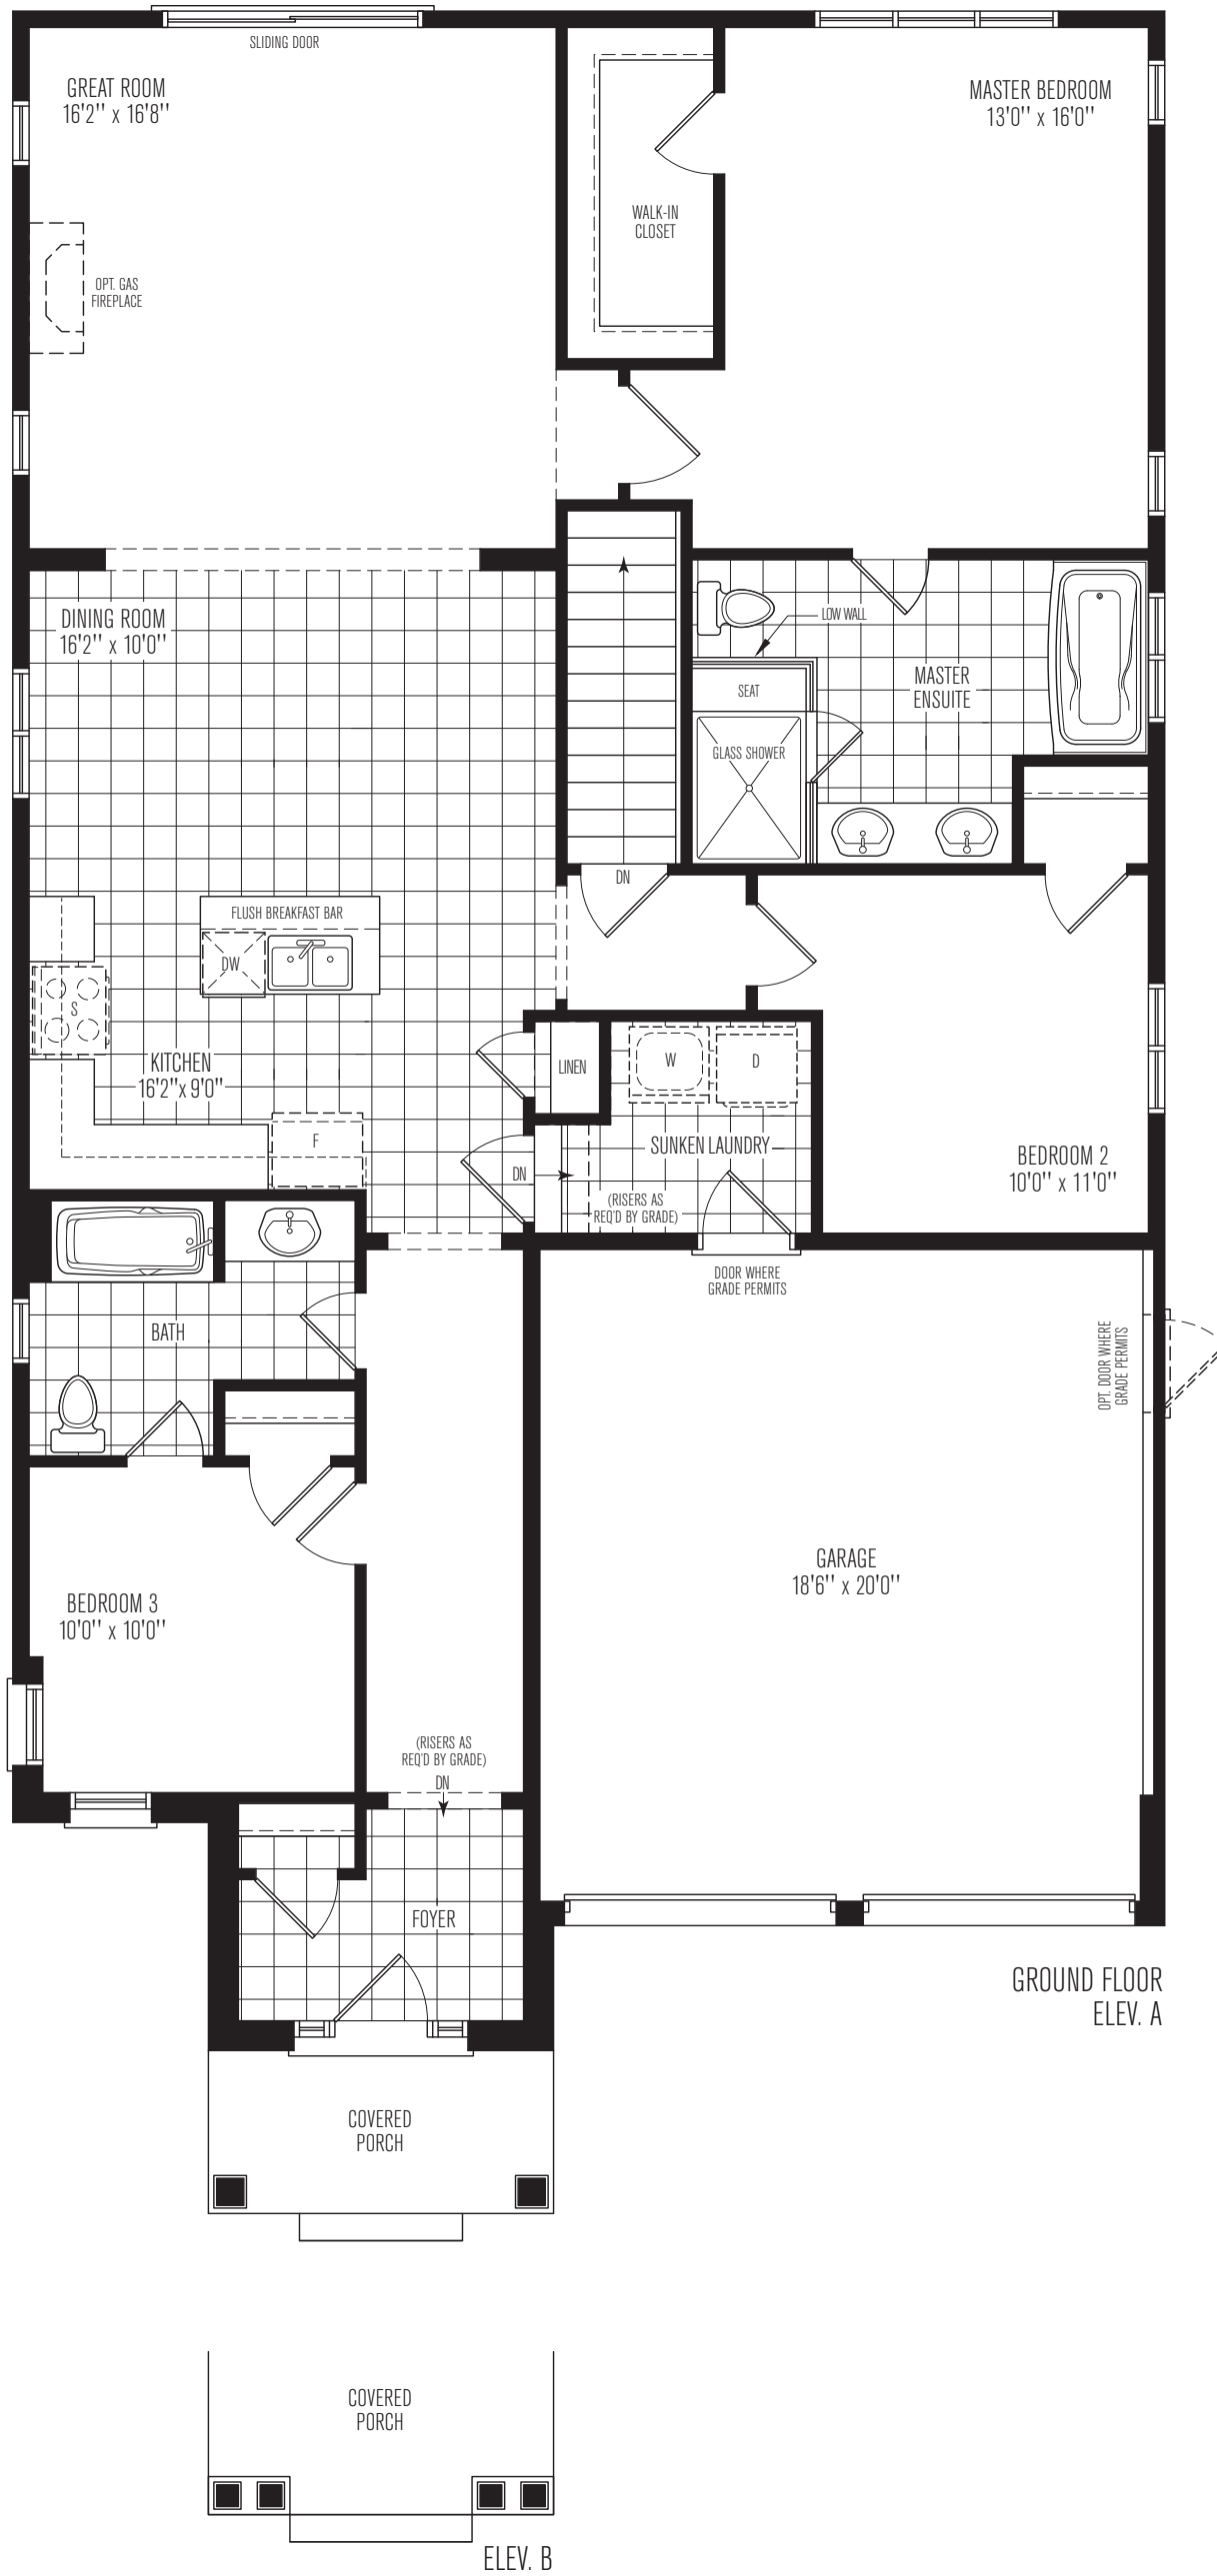 SLIDING DOOR
GREAT ROOM
16'2'' x 16'8''
MASTER BEDROOM
13'0'' x 16'0''
WALK-IN
CLOSET
OPT. GAS
FIREPLACE
DINING ROOM
16'2'' x 10'0''
LOW WALL
MASTER
ENSUITE
SEAT
GLASS SHOWER
DN
FLUSH BREAKFAST BAR
DW
S
KITCHEN
16'2''x 9'0''
LINEN
W
D
F
SUNKEN LAUNDRY
DN
(RISERS AS
REQ'D BY GRADE)
BEDROOM 2
10'0'' x 11'0''
DOOR WHERE
GRADE PERMITS
OPT. DOOR WHERE
GRADE PERMITS
BATH
GARAGE
18'6'' x 20'0''
BEDROOM 3
10'0'' x 10'0''
(RISERS AS
REQ'D BY GRADE)
DN
FOYER
GROUND FLOOR
ELEV. A
COVERED
PORCH
COVERED
PORCH
ELEV. B